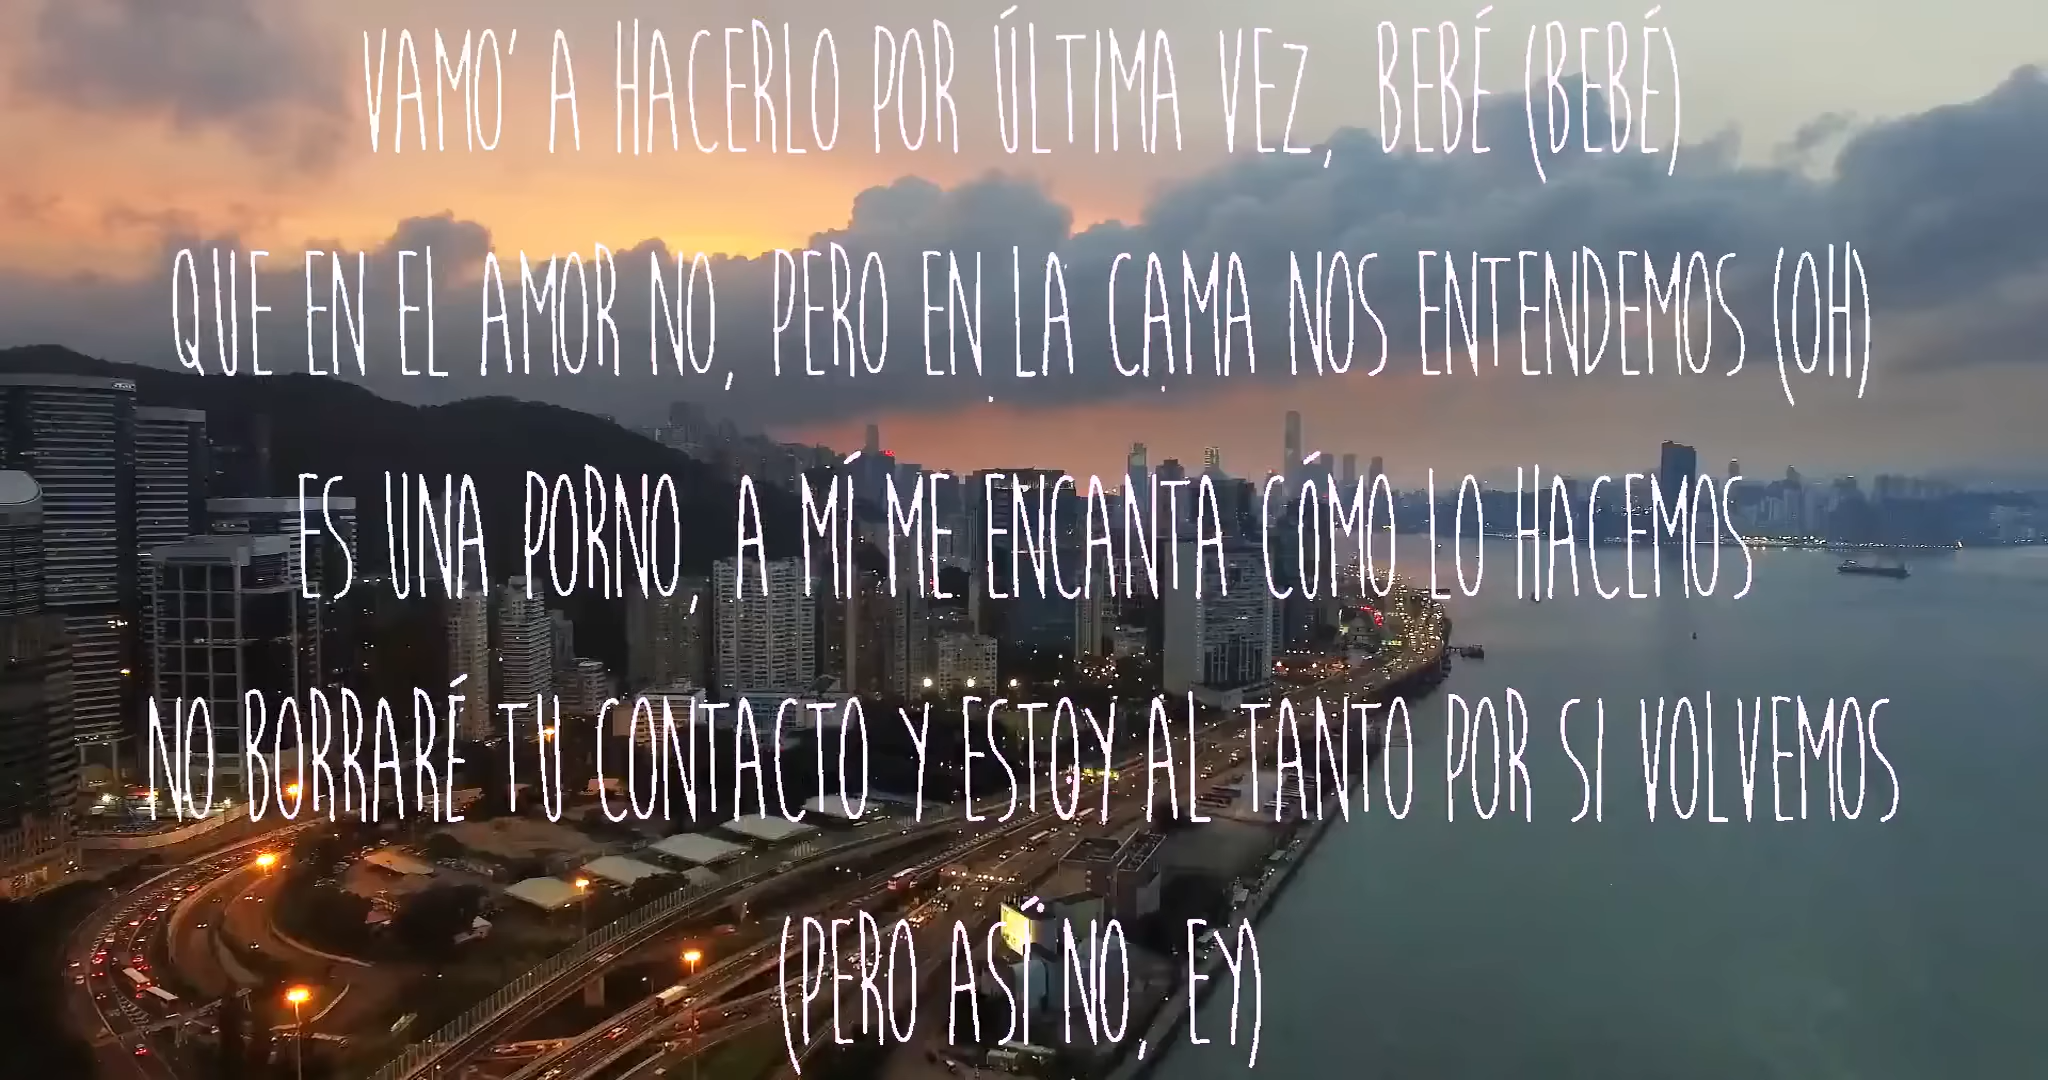 VAMO' A HACERLO POR ÚLTIMA VEZ, BEBÉ (BEBÉ)
QUE EN EL AMOR NO, PERO EN LA CAMA NOS ENTENDEMOS (OH)
ES UNA PORNO, A MÍ ME ENCANTA CÓMO LO HACEMOS
NO BORRARÉ TU CONTACTO Y ESTOY AL TANTO POR SI VOLVEMOS
(PERO ASÍ NO, EY)